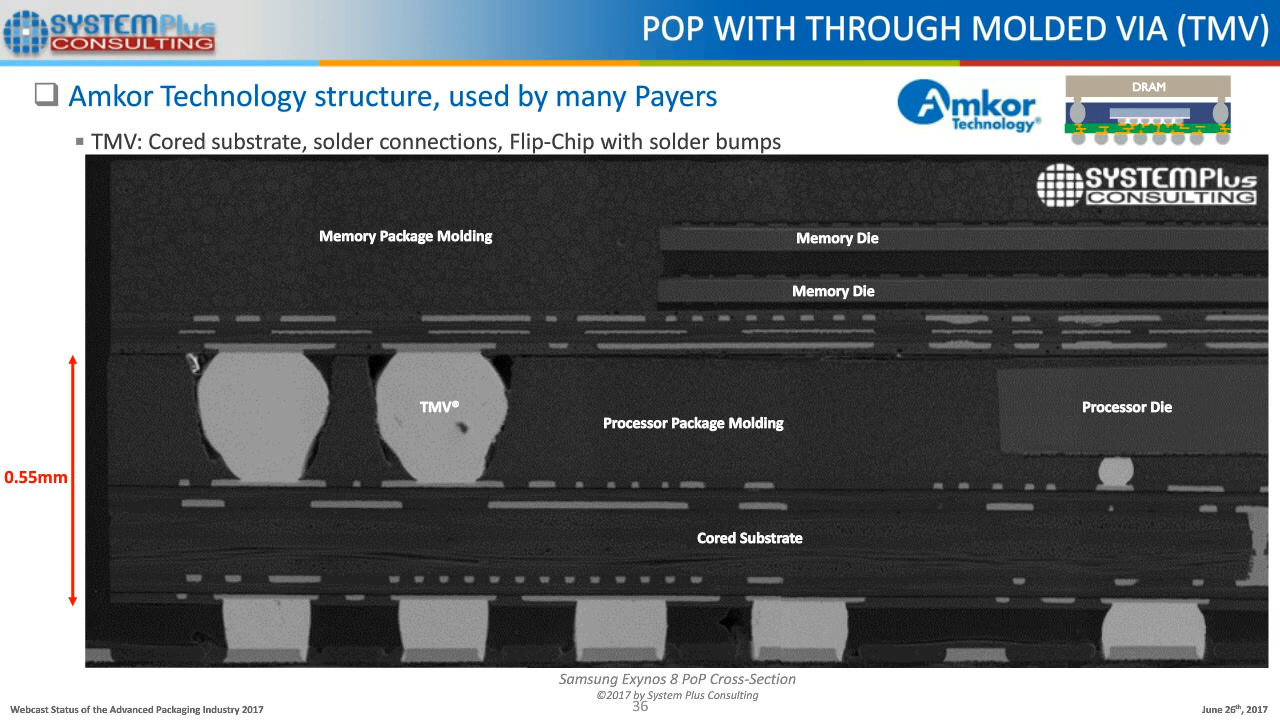 SYSTEMPlus
CONSULTING
POP WITH THROUGH MOLDED VIA (TMV)
Amkor Technology structure, used by many Payers
Amkor
Technology®
DRAM
TMV: Cored substrate, solder connections, Flip-Chip with solder bumps
SYSTEMPlus
CONSULTING
Memory Package Molding
Memory Die
Memory Die
TMV®
Processor Package Molding
Processor Die
0.55mm
Cored Substrate
Samsung Exynos 8 PoP Cross-Section
©2017 by System Plus Consulting
Webcast Status of the Advanced Packaging Industry 2017
36
June 26th, 2017